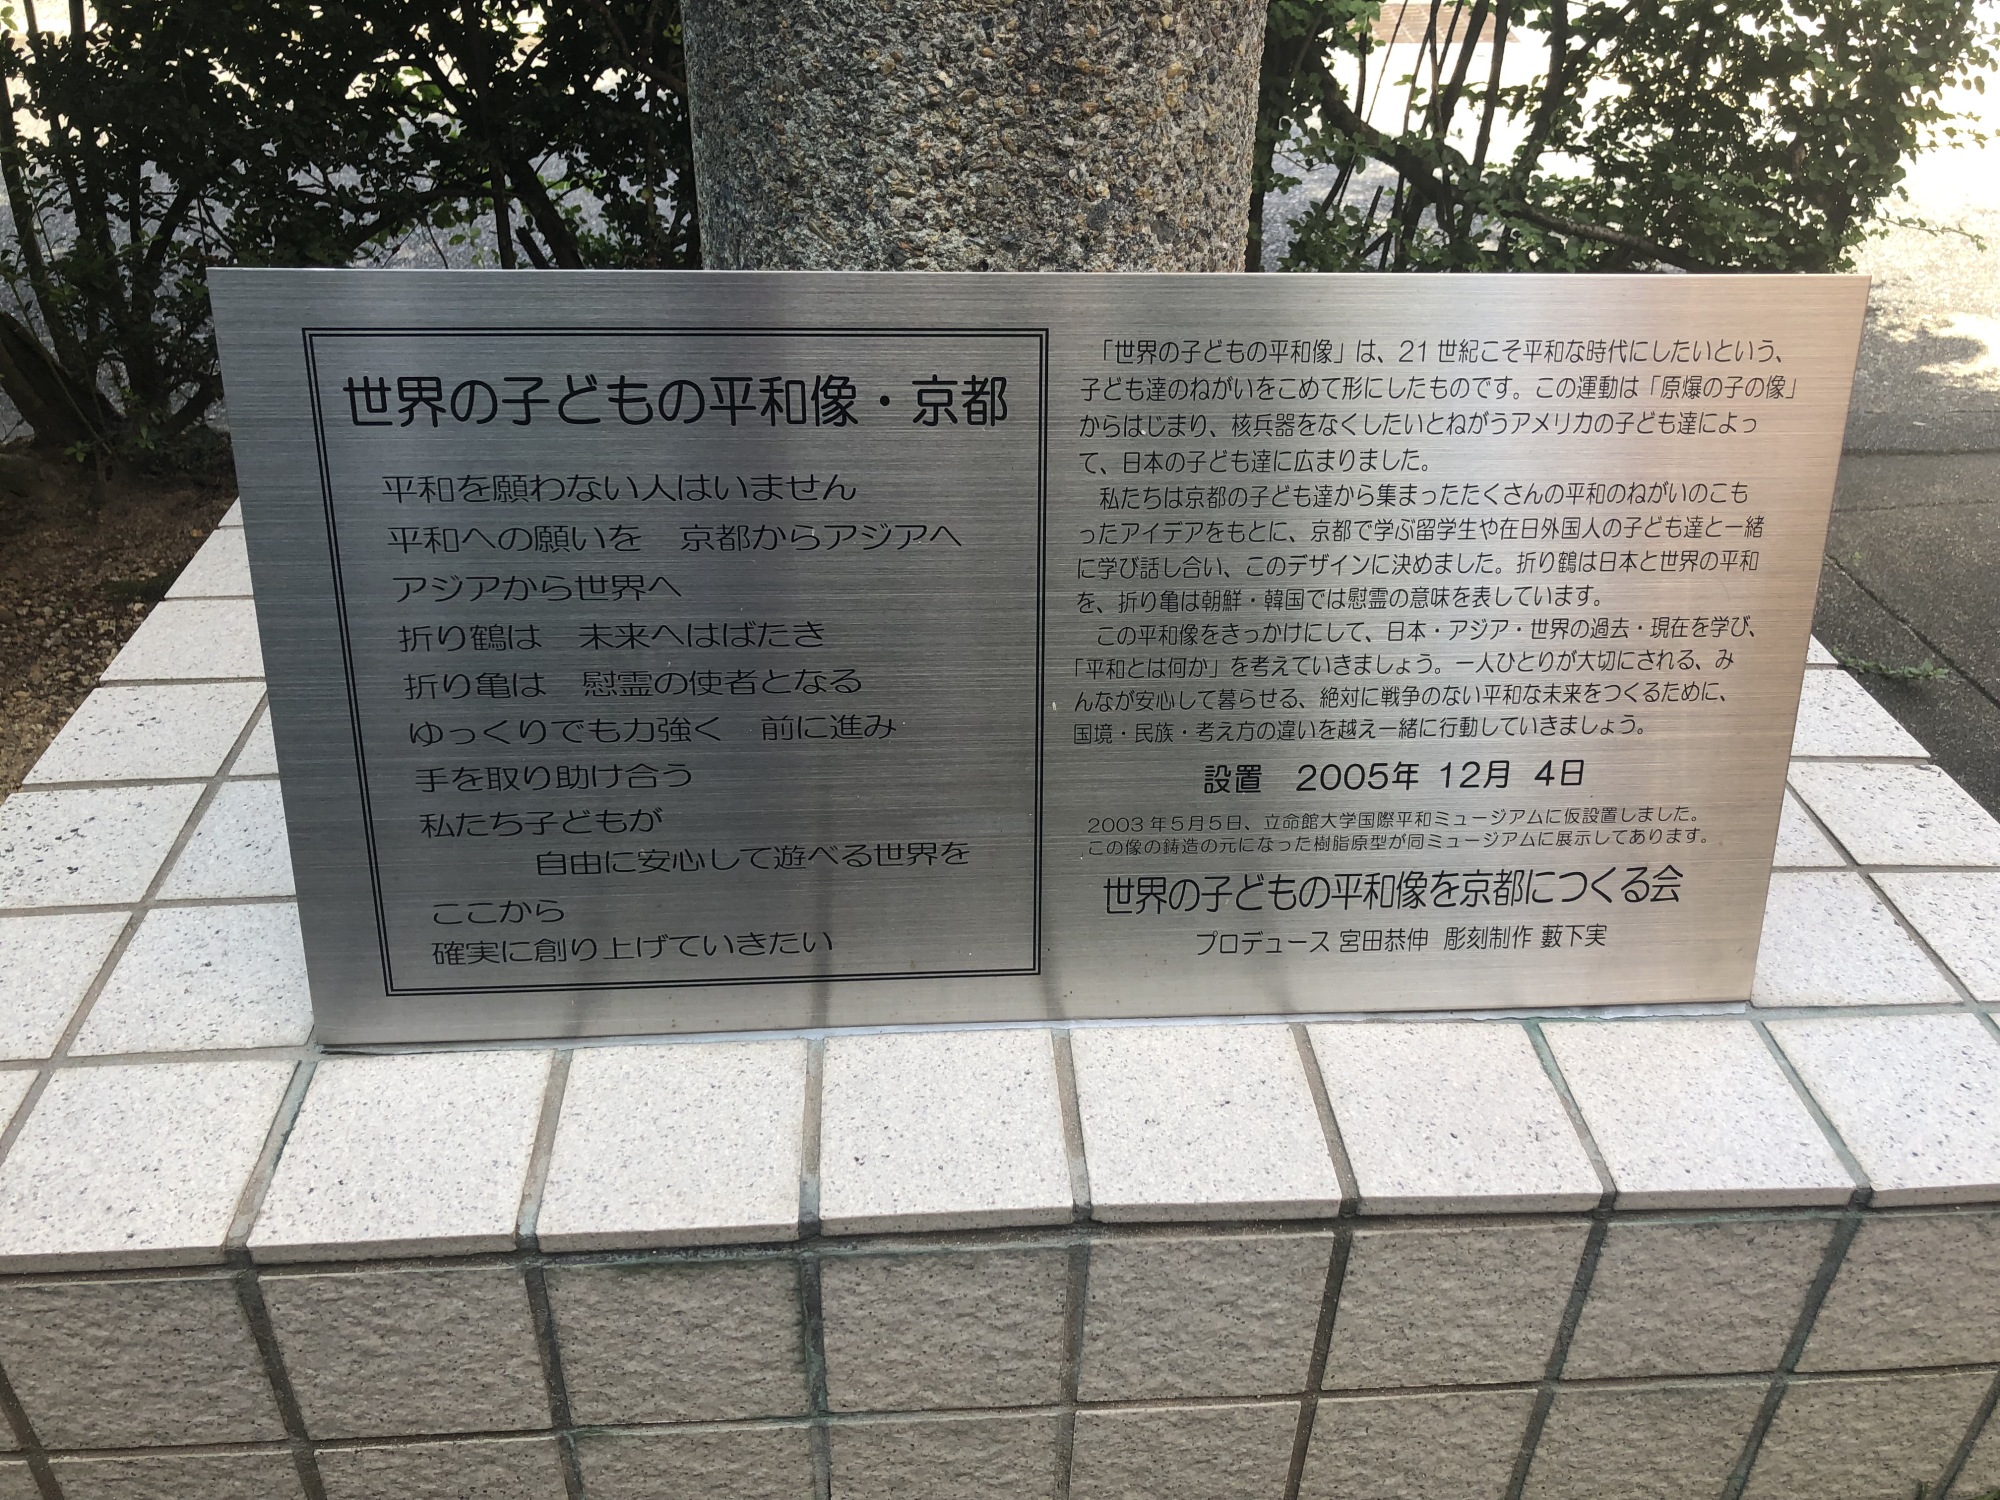 世界の子どもの平和像・京都
平和を願わない人はいません
平和への願いを　京都からアジアへ
アジアから世界へ
折り鶴は　未来へはばたき
折り亀は　慰霊の使者となる
ゆっくりでも力強く　前に進み
手を取り助け合う
私たち子どもが
自由に安心して遊べる世界を
ここから
確実に創り上げていきたい
「世界の子どもの平和像」は、21世紀こそ平和な時代にしたいという、
子ども達のねがいをこめて形にしたものです。この運動は「原爆の子の像」
からはじまり、核兵器をなくしたいとねがうアメリカの子ども達によっ
て、日本の子ども達に広まりました。
私たちは京都の子ども達から集まったたくさんの平和のねがいのこも
ったアイデアをもとに、京都で学ぶ留学生や在日外国人の子ども達と一緒
に学び話し合い、このデザインに決めました。折り鶴は日本と世界の平和
を、折り亀は朝鮮・韓国では慰霊の意味を表しています。
この平和像をきっかけにして、日本・アジア・世界の過去・現在を学び、
「平和とは何か」を考えていきましょう。一人ひとりが大切にされる、み
んなが安心して暮らせる、絶対に戦争のない平和な未来をつくるために、
国境・民族・考え方の違いを越え一緒に行動していきましょう。
設置　2005年 12月 4日
2003年5月5日、立命館大学国際平和ミュージアムに仮設置しました。
この像の鋳造の元になった樹脂原型が同ミュージアムに展示してあります。
世界の子どもの平和像を京都につくる会
プロデュース 宮田恭伸 彫刻制作 藪下実